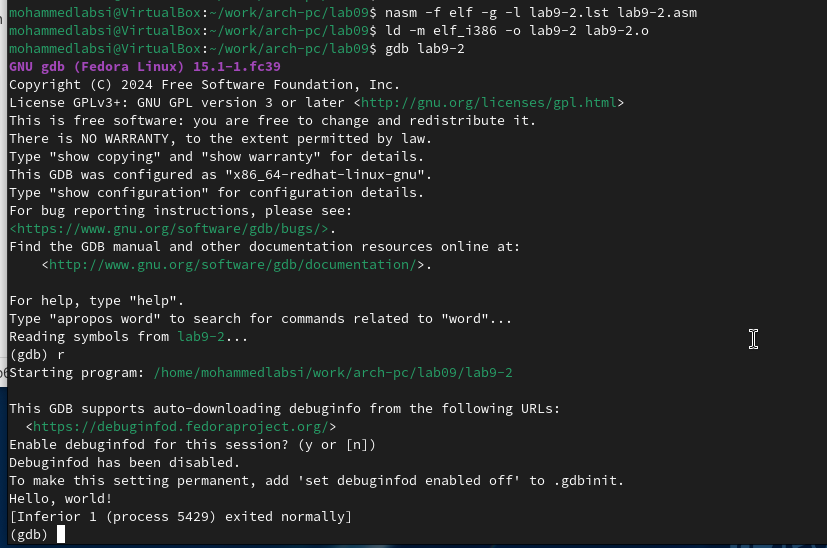 mohammedlabsi@VirtualBox:~/work/arch-pc/lab09$ nasm -f elf -g -l lab9-2.lst lab9-2.asm
mohammedlabsi@VirtualBox:~/work/arch-pc/lab09$ ld -m elf_i386 -o lab9-2 lab9-2.o
mohammedlabsi@VirtualBox:~/work/arch-pc/lab09$ gdb lab9-2
GNU gdb (Fedora Linux) 15.1-1.fc39
Copyright (C) 2024 Free Software Foundation, Inc.
License GPLv3+: GNU GPL version 3 or later <http://gnu.org/licenses/gpl.html>
This is free software: you are free to change and redistribute it.
There is NO WARRANTY, to the extent permitted by law.
Type "show copying" and "show warranty" for details.
This GDB was configured as "x86_64-redhat-linux-gnu".
Type "show configuration" for configuration details.
For bug reporting instructions, please see:
<https://www.gnu.org/software/gdb/bugs/>.
Find the GDB manual and other documentation resources online at:
    <http://www.gnu.org/software/gdb/documentation/>.

For help, type "help".
Type "apropos word" to search for commands related to "word"...
Reading symbols from lab9-2...
(gdb) r
Starting program: /home/mohammedlabsi/work/arch-pc/lab09/lab9-2

This GDB supports auto-downloading debuginfo from the following URLs:
  <https://debuginfod.fedoraproject.org/>
Enable debuginfod for this session? (y or [n])
Debuginfod has been disabled.
To make this setting permanent, add 'set debuginfod enabled off' to .gdbinit.
Hello, world!
[Inferior 1 (process 5429) exited normally]
(gdb)